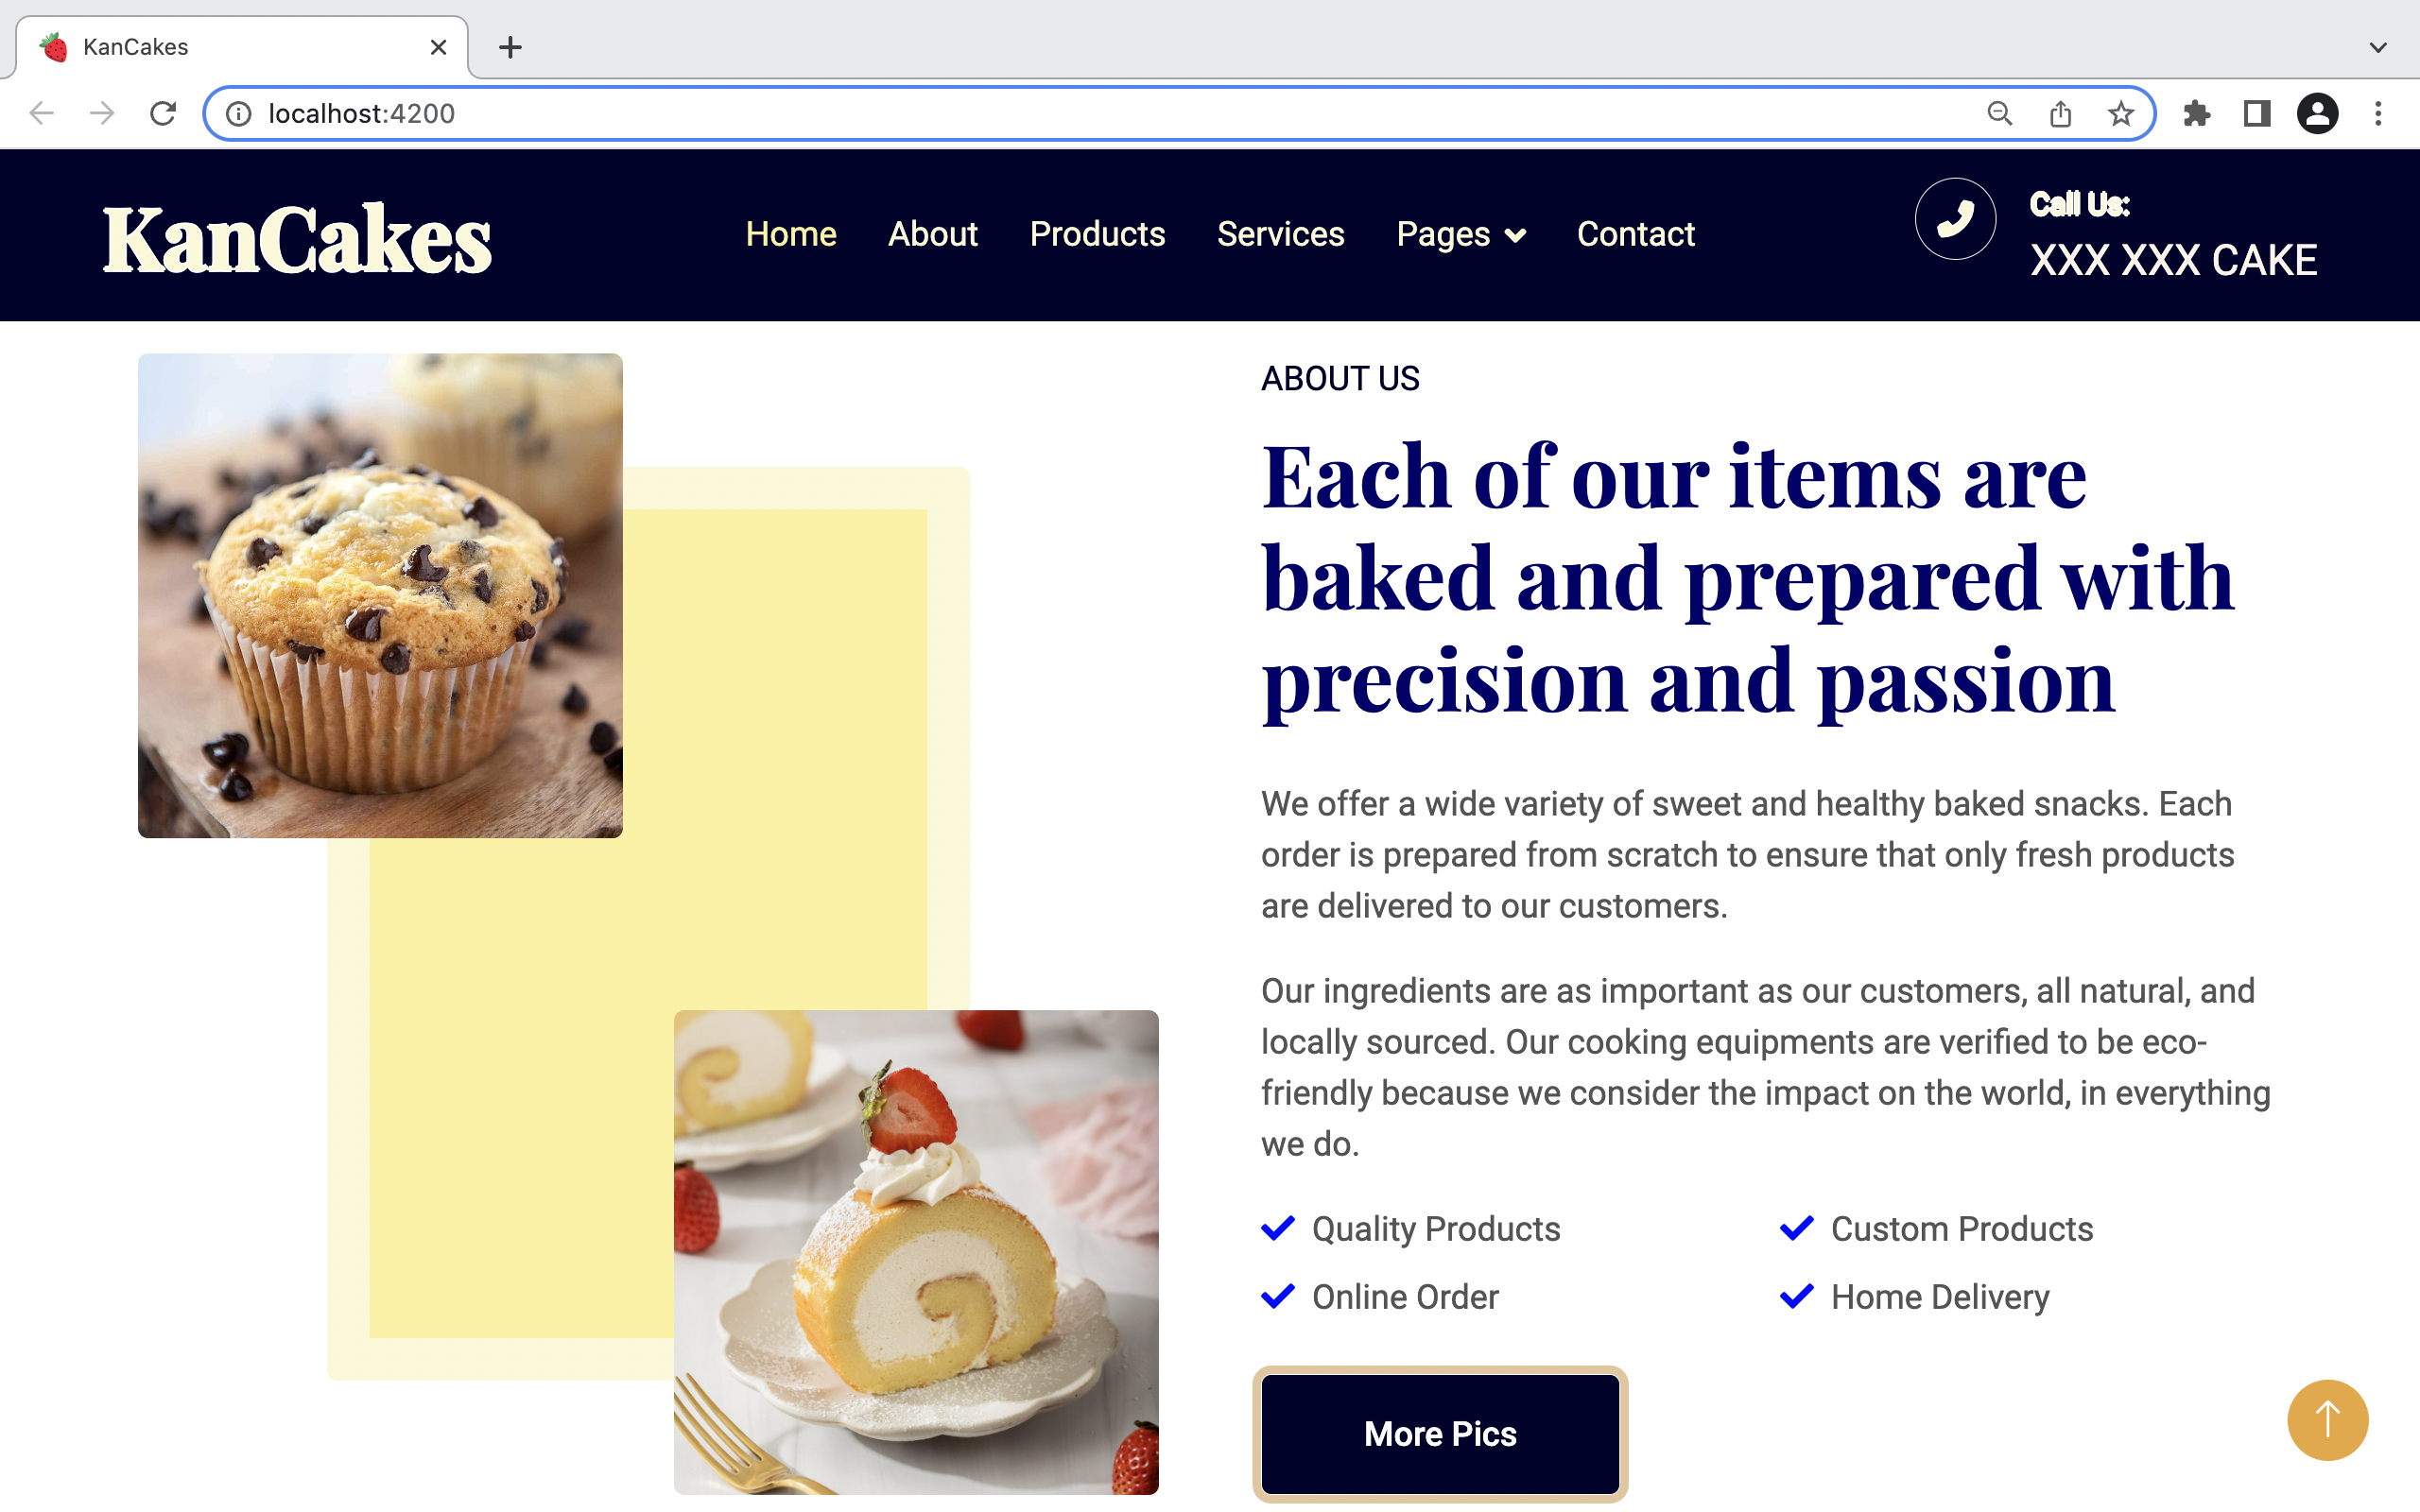 KanCakes
localhost:4200
KanCakes
Home About Products Services Pages Contact
Call Us:
XXX XXX CAKE
ABOUT US
Each of our items are
baked and prepared with
precision and passion
We offer a wide variety of sweet and healthy baked snacks. Each
order is prepared from scratch to ensure that only fresh products
are delivered to our customers.
Our ingredients are as important as our customers, all natural, and
locally sourced. Our cooking equipments are verified to be eco-
friendly because we consider the impact on the world, in everything
we do.
Quality Products
Custom Products
Online Order
Home Delivery
More Pics